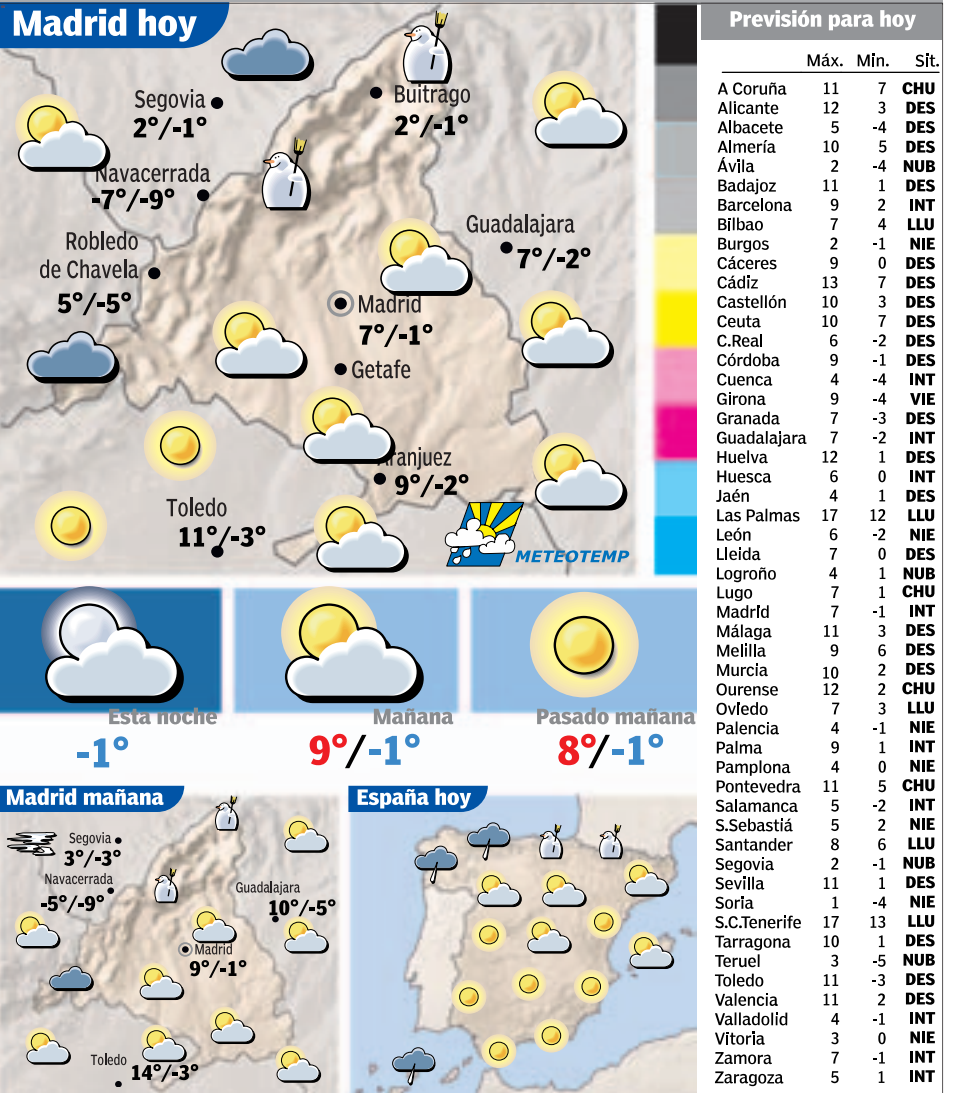 Madrid hoy
Segovia
2°/-1°
Buitrago
2°/-1°
Navacerrada
-7°/-9°
Robledo
de Chavela
5°/-5°
Guadalajara
7°/-2°
Madrid
7°/-1°
Getafe
Aranjuez
9°/-2°
Toledo
11°/-3°
METEOTEMP
Esta noche
-1°
Mañana
9°/-1°
Pasado mañana
8°/-1°
Madrid mañana
Segovia
3°/-3°
Navacerrada
-5°/-9°
Guadalajara
10°/-5°
Madrid
9°/-1°
Toledo
14°/-3°
España hoy
Previsión para hoy
Máx. Min. Sit.
A Coruña 11 7 CHU
Alicante 12 3 DES
Albacete 5 -4 DES
Almería 10 5 DES
Ávila 2 -4 NUB
Badajoz 11 1 DES
Barcelona 9 2 INT
Bilbao 7 4 LLU
Burgos 2 -1 NIE
Cáceres 9 0 DES
Cádiz 13 7 DES
Castellón 10 3 DES
Ceuta 10 7 DES
C.Real 6 -2 DES
Córdoba 9 -1 DES
Cuenca 4 -4 INT
Girona 9 -4 VIE
Granada 7 -3 DES
Guadalajara 7 -2 INT
Huelva 12 1 DES
Huesca 6 0 INT
Jaén 4 1 DES
Las Palmas 17 12 LLU
León 6 -2 NIE
Lleida 7 0 DES
Logroño 4 1 NUB
Lugo 7 1 CHU
Madrid 7 -1 INT
Málaga 11 3 DES
Melilla 9 6 DES
Murcia 10 2 DES
Ourense 12 2 CHU
Oviedo 7 3 LLU
Palencia 4 -1 NIE
Palma 9 1 INT
Pamplona 4 0 NIE
Pontevedra 11 5 CHU
Salamanca 5 -2 INT
S.Sebastiá 5 2 NIE
Santander 8 6 LLU
Segovia 2 -1 NUB
Sevilla 11 1 DES
Soria 1 -4 NIE
S.C.Tenerife 17 13 LLU
Tarragona 10 1 DES
Teruel 3 -5 NUB
Toledo 11 -3 DES
Valencia 11 2 DES
Valladolid 4 -1 INT
Vitoria 3 0 NIE
Zamora 7 -1 INT
Zaragoza 5 1 INT